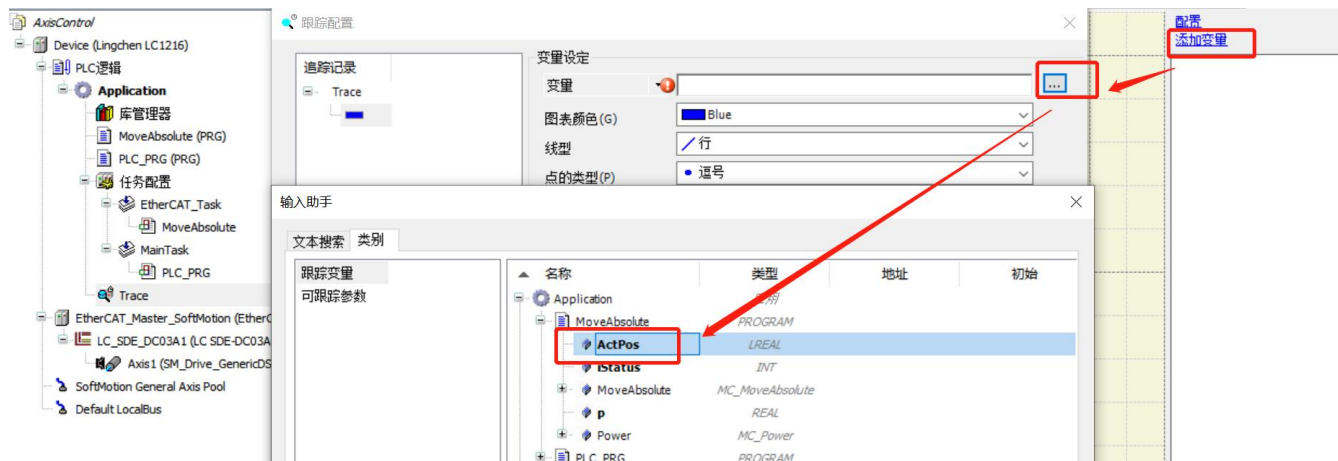 AxisControl
Device (Lingchen LC1216)
PLC逻辑
Application
库管理器
MoveAbsolute (PRG)
PLC_PRG (PRG)
任务配置
EtherCAT_Task
MoveAbsolute
MainTask
PLC_PRG
Trace
EtherCAT_Master_SoftMotion (EtherC
LC_SDE_DC03A1 (LC SDE-DC03A
Axis1 (SM_Drive_GenericDS
SoftMotion General Axis Pool
Default LocalBus
跟踪配置
追踪记录
Trace
变量设定
变量
...
图表颜色(G)
Blue
线型
行
点的类型(P)
逗号
输入助手
文本搜索 类别
跟踪变量
可跟踪参数
名称 类型 地址 初始
Application
MoveAbsolute PROGRAM
ActPos LREAL
iStatus INT
MoveAbsolute MC_MoveAbsolute
p REAL
Power MC_Power
PLC_PRG PROGRAM
配置
添加变量